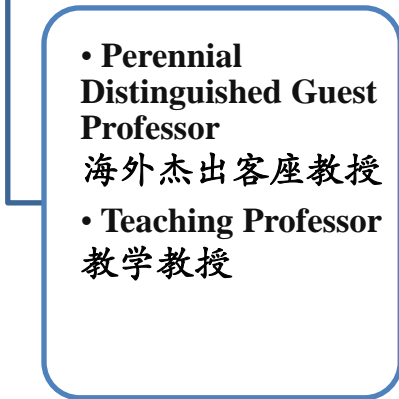 • Perennial
Distinguished Guest
Professor
海外杰出客座教授
• Teaching Professor
教学教授